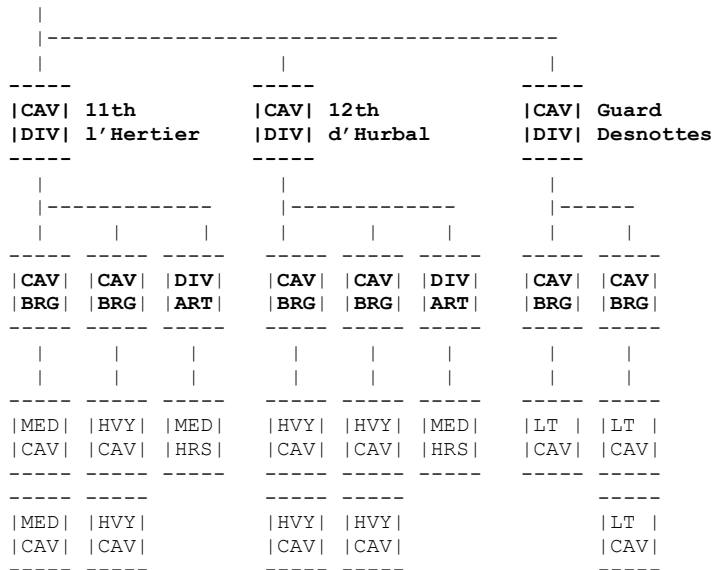 |
|----------------------------------------
| | |
----- ----- -----
|CAV| 11th |CAV| 12th |CAV| Guard
|DIV| l'Hertier |DIV| d'Hurbal |DIV| Desnottes
----- ----- -----
| | |
|------------- |------------- |------
| | | | | | | |
----- ----- ----- ----- ----- ----- ----- -----
|CAV| |CAV| |DIV| |CAV| |CAV| |DIV| |CAV| |CAV|
|BRG| |BRG| |ART| |BRG| |BRG| |ART| |BRG| |BRG|
----- ----- ----- ----- ----- ----- ----- -----
| | | | | | | |
| | | | | | | |
----- ----- ----- ----- ----- ----- ----- -----
|MED| |HVY| |MED| |HVY| |HVY| |MED| |LT | |LT |
|CAV| |CAV| |HRS| |CAV| |CAV| |HRS| |CAV| |CAV|
----- ----- ----- ----- ----- ----- ----- -----
----- ----- ----- ----- -----
|MED| |HVY| |HVY| |HVY| |LT |
|CAV| |CAV| |CAV| |CAV| |CAV|
----- ----- ----- ----- -----